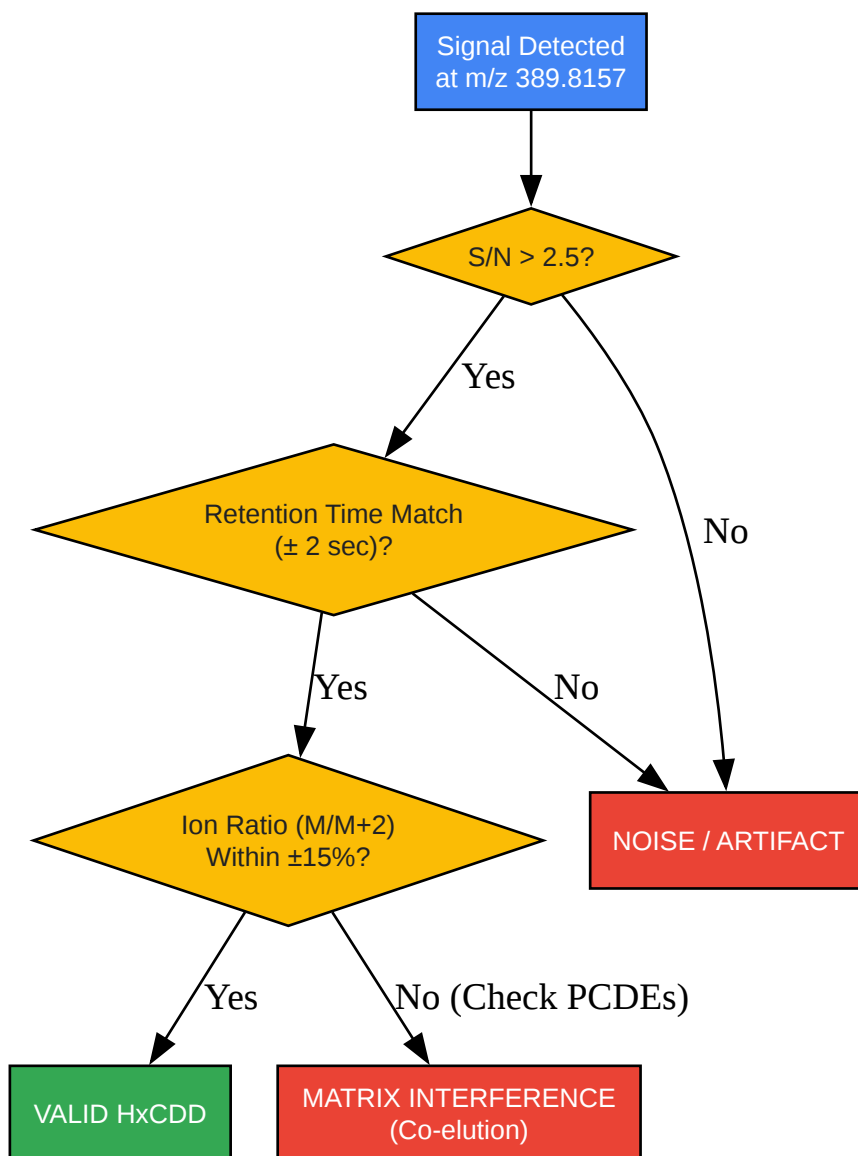 Signal Detected
at m/z 389.8157
S/N > 2.5?
Yes
No
Retention Time Match
(± 2 sec)?
Yes
No
Ion Ratio (M/M+2)
Within ±15%?
NOISE / ARTIFACT
Yes
No (Check PCDEs)
VALID HxCDD
MATRIX INTERFERENCE
(Co-elution)